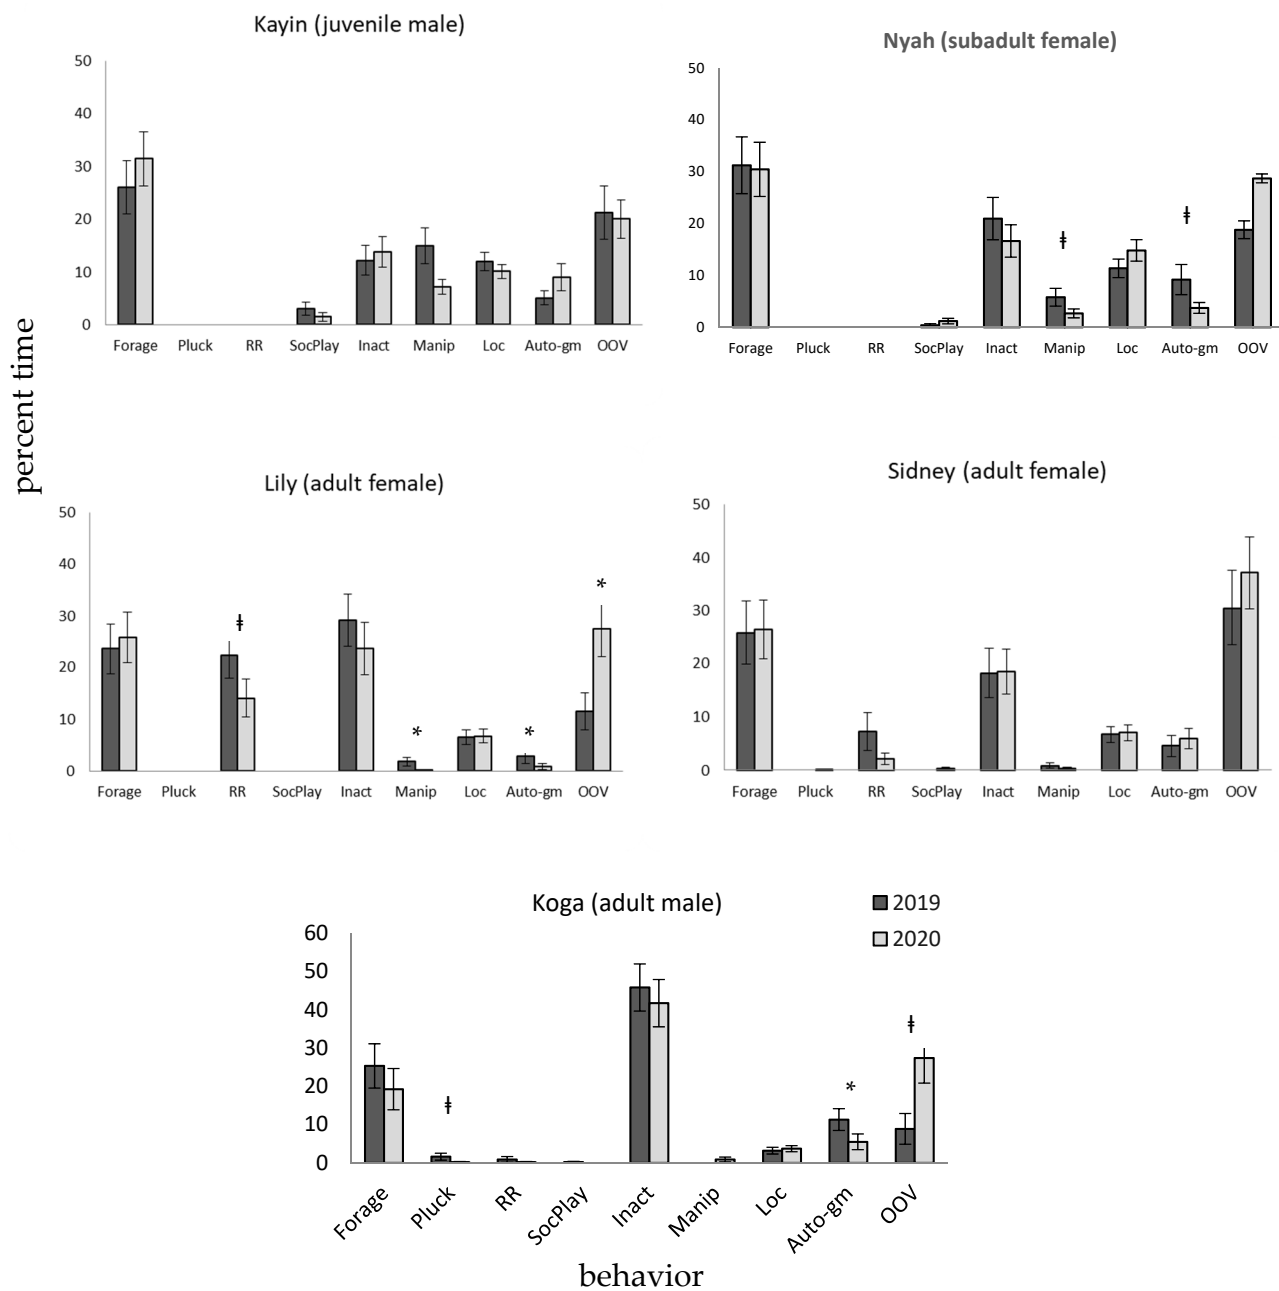 Kayin (juvenile male)
50
40
30
20
10
0
Forage Pluck RR SocPlay Inact Manip Loc Auto-gm OOV
Nyah (subadult female)
50
40
30
20
10
0
ǂ
ǂ
Forage Pluck RR SocPlay Inact Manip Loc Auto-gm OOV
percent time
Lily (adult female)
50
40
30
20
10
0
ǂ
*
*
*
Forage Pluck RR SocPlay Inact Manip Loc Auto-gm OOV
Sidney (adult female)
50
40
30
20
10
0
Forage Pluck RR SocPlay Inact Manip Loc Auto-gm OOV
Koga (adult male)
2019
2020
60
50
40
30
20
10
0
ǂ
*
ǂ
Forage Pluck RR SocPlay Inact Manip Loc Auto-gm OOV
behavior